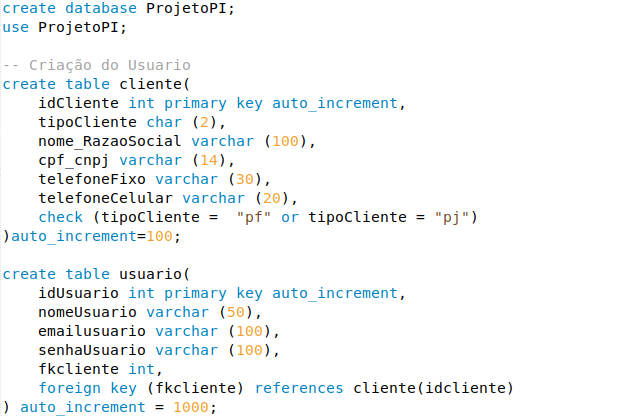 create database ProjetoPI;
use ProjetoPI;
-- Criação do Usuario
create table cliente(
    idCliente int primary key auto_increment,
    tipoCliente char (2),
    nome_RazaoSocial varchar (100),
    cpf_cnpj varchar (14),
    telefoneFixo varchar (30),
    telefoneCelular varchar (20),
    check (tipoCliente =  "pf" or tipoCliente = "pj")
)auto_increment=100;
create table usuario(
    idUsuario int primary key auto_increment,
    nomeUsuario varchar (50),
    emailusuario varchar (100),
    senhaUsuario varchar (100),
    fkcliente int,
    foreign key (fkcliente) references cliente(idcliente)
) auto_increment = 1000;